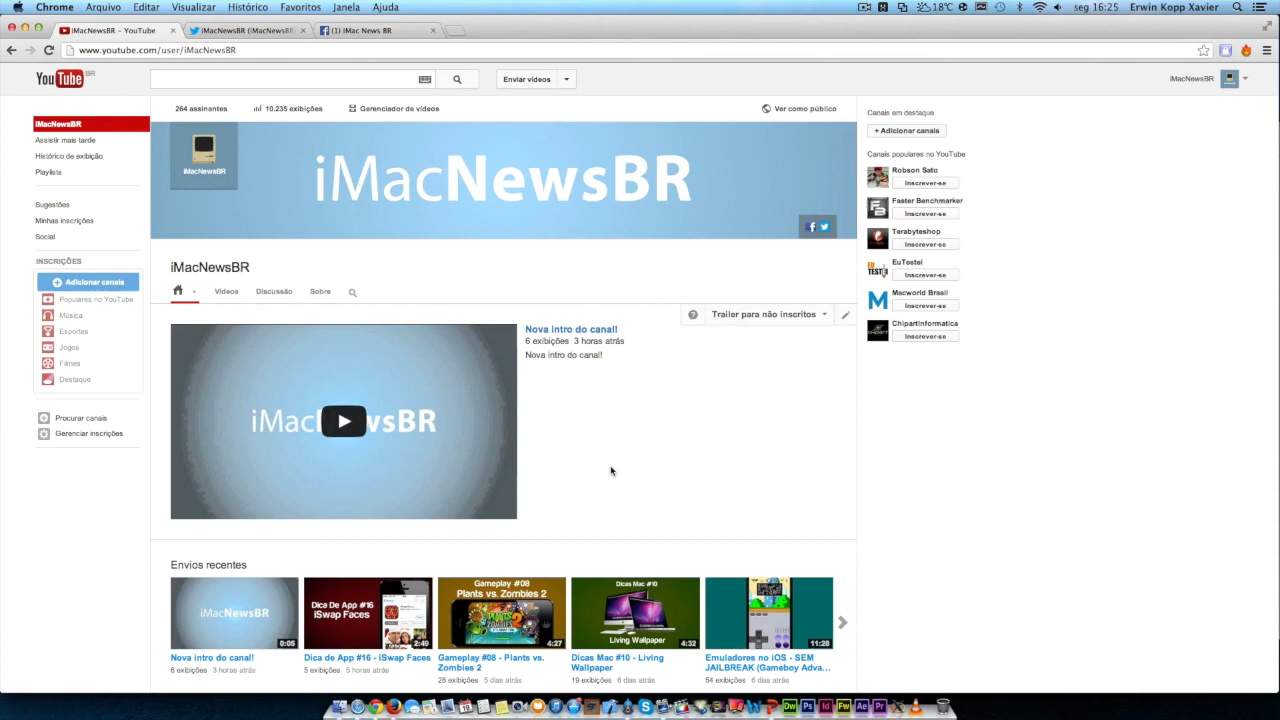 Chrome Arquivo Editar Visualizar Histórico Favoritos Janela Ajuda 18°C seg 16:25 Erwin Kopp Xavier
iMacNewsBR - YouTube Twitter (iMacNewsBR (1) iMac News BR
www.youtube.com/user/iMacNewsBR
YouTube BR Enviar vídeos iMacNewsBR
264 assinantes 10.235 exibições Gerenciador de vídeos Ver como público
iMacNewsBR
Assistir mais tarde
Histórico de exibição
Playlists
Sugestões
Minhas inscrições
Social
INSCRIÇÕES
Adicionar canais
Populares no YouTube
Música
Esportes
Jogos
Filmes
Destaque
Procurar canais
Gerenciar inscrições
iMacNewsBR
iMacNewsBR
iMacNewsBR
Vídeos Discussão Sobre
Trailer para não inscritos
iMac wsBR
Nova intro do canal!
6 exibições 3 horas atrás
Nova intro do canal!
Envios recentes
iMacNewsBR
0:05
Nova intro do canal!
6 exibições 3 horas atrás
Dica De App #16
iSwap Faces
2:49
Dica de App #16 - iSwap Faces
5 exibições 5 horas atrás
Gameplay #08
Plants vs. Zombies 2
4:27
Gameplay #08 - Plants vs.
Zombies 2
28 exibições 5 dias atrás
Dicas Mac #10
Living Wallpaper
4:32
Dicas Mac #10 - Living
Wallpaper
19 exibições 6 dias atrás
11:28
Emuladores no iOS - SEM
JAILBREAK (Gameboy Adva...
54 exibições 6 dias atrás
Canais em destaque
+ Adicionar canais
Canais populares no YouTube
Robson Sato
Inscrever-se
Faster Benchmarker
Inscrever-se
Terabyteshop
Inscrever-se
EuTestei
Inscrever-se
Macworld Brasil
Inscrever-se
Chipartinformatica
Inscrever-se
19 Dw Ps Id Fw Ae Pr